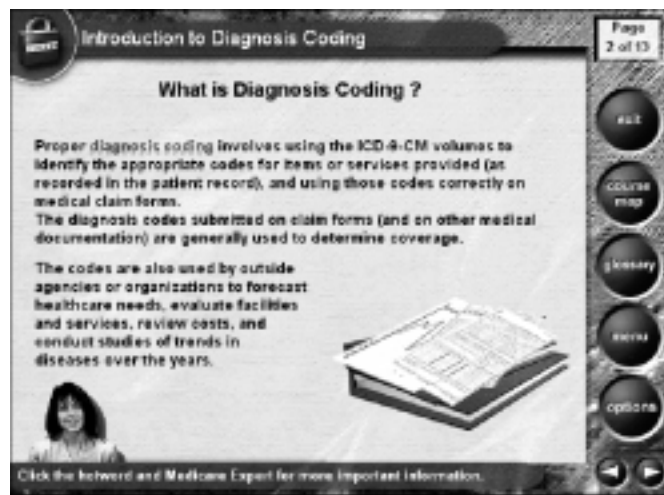 Introduction to Diagnosis Coding
Page
2 of 13
What is Diagnosis Coding ?
Proper diagnosis coding involves using the ICD-9-CM volumes to
identify the appropriate codes for items or services provided (as
recorded in the patient record), and using those codes correctly on
medical claim forms.
The diagnosis codes submitted on claim forms (and on other medical
documentation) are generally used to determine coverage.
The codes are also used by outside
agencies or organizations to forecast
healthcare needs, evaluate facilities
and services, review costs, and
conduct studies of trends in
diseases over the years.
exit
course
map
glossary
menu
options
Click the hotword and Medicare Expert for more important information.